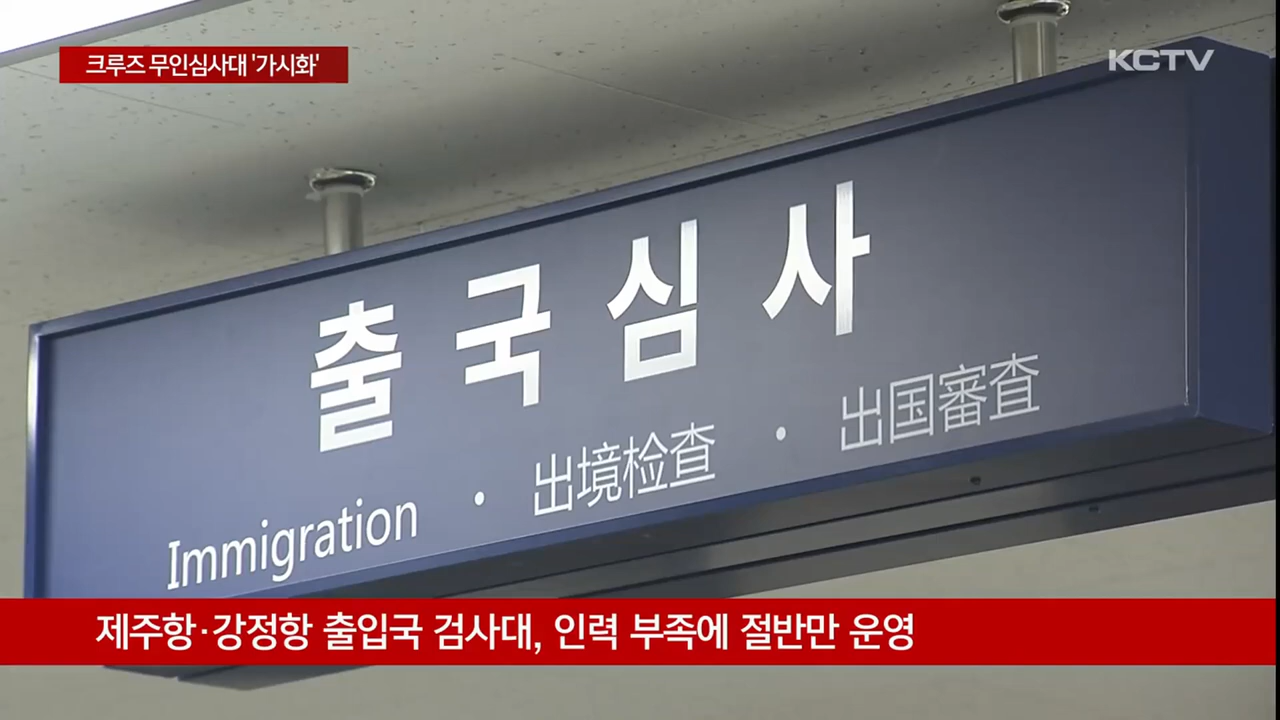 크루즈 무인심사대 '가시화'
KCTV
출국심사
Immigration · 出境检查 · 出国審査
제주항·강정항 출입국 검사대, 인력 부족에 절반만 운영